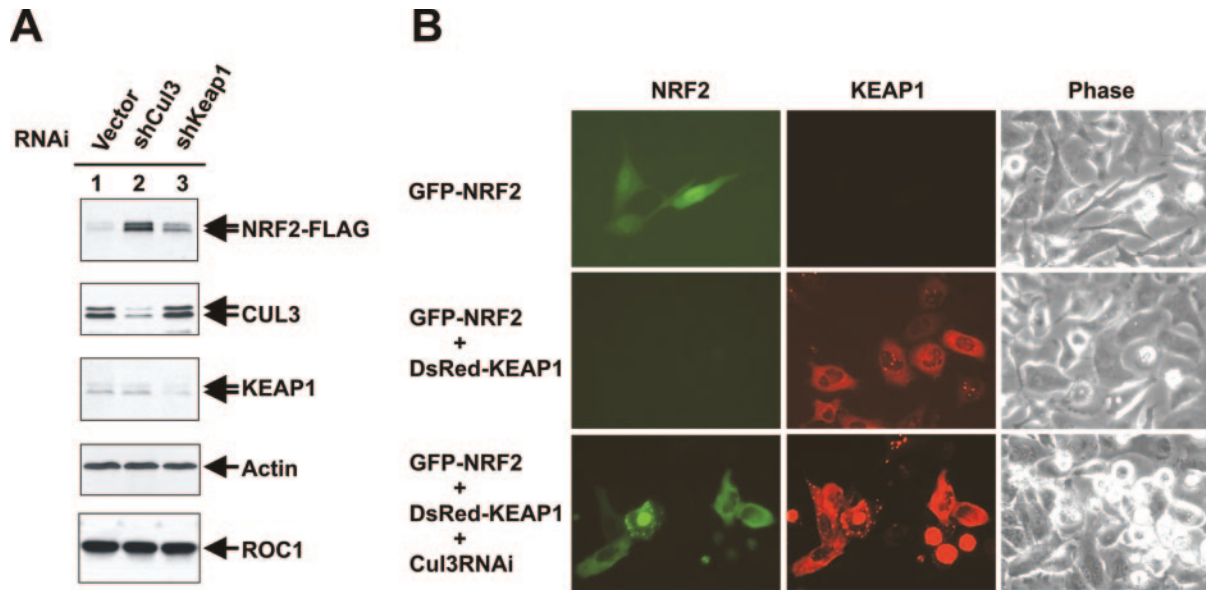 A
RNAi
Vector
shCul3
shKeap1
1 2 3
NRF2-FLAG
CUL3
KEAP1
Actin
ROC1
B
NRF2 KEAP1 Phase
GFP-NRF2
GFP-NRF2
+
DsRed-KEAP1
GFP-NRF2
+
DsRed-KEAP1
+
Cul3RNAi